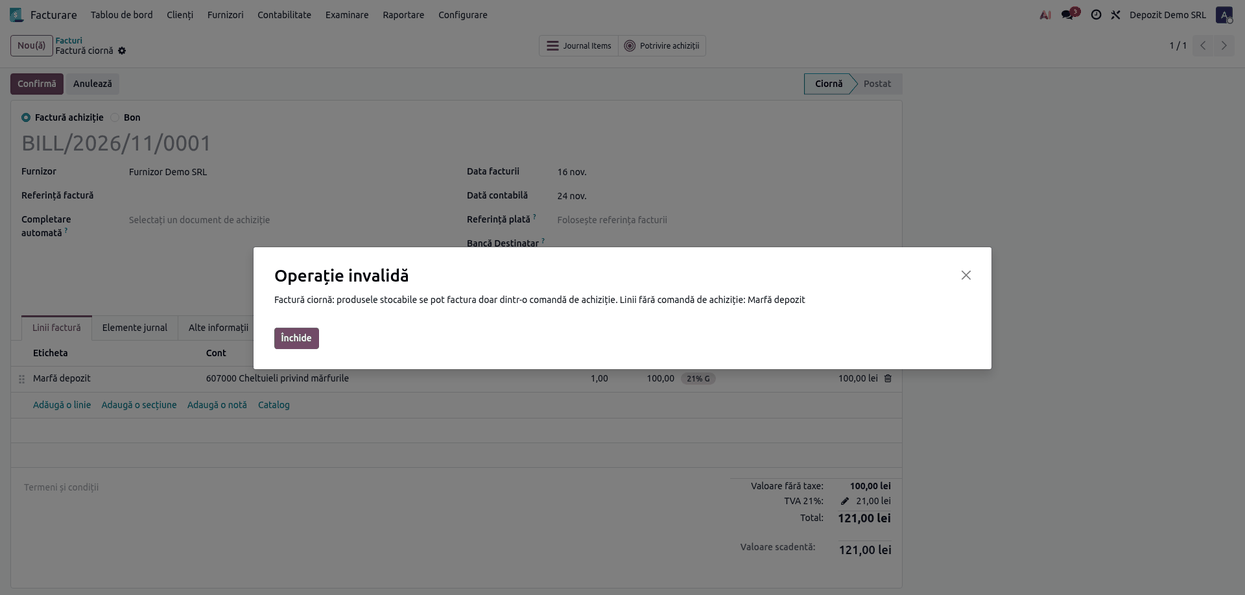 Facturare Tablou de bord Clienți Furnizori Contabilitate Examinare Raportare Configurare AI 3 Depozit Demo SRL A
Nou(ă) Facturi
Factură ciornă
Journal Items Potrivire achiziții 1 / 1
Confirmă Anulează Ciornă Postat
Factură achiziție Bon
BILL/2026/11/0001
Furnizor Furnizor Demo SRL Data facturii 16 nov.
Referință factură Dată contabilă 24 nov.
Completare automată ? Selectați un document de achiziție Referință plată ? Folosește referința facturii
Bancă Destinatar ?
Operație invalidă
Factură ciornă: produsele stocabile se pot factura doar dintr-o comandă de achiziție. Linii fără comandă de achiziție: Marfă depozit
Închide
Linii factură Elemente jurnal Alte informații
Eticheta Cont
Marfă depozit 607000 Cheltuieli privind mărfurile 1,00 100,00 21% G 100,00 lei
Adăugă o linie Adaugă o secțiune Adaugă o notă Catalog
Termeni și condiții
Valoare fără taxe: 100,00 lei
TVA 21%: 21,00 lei
Total: 121,00 lei
Valoare scadentă: 121,00 lei